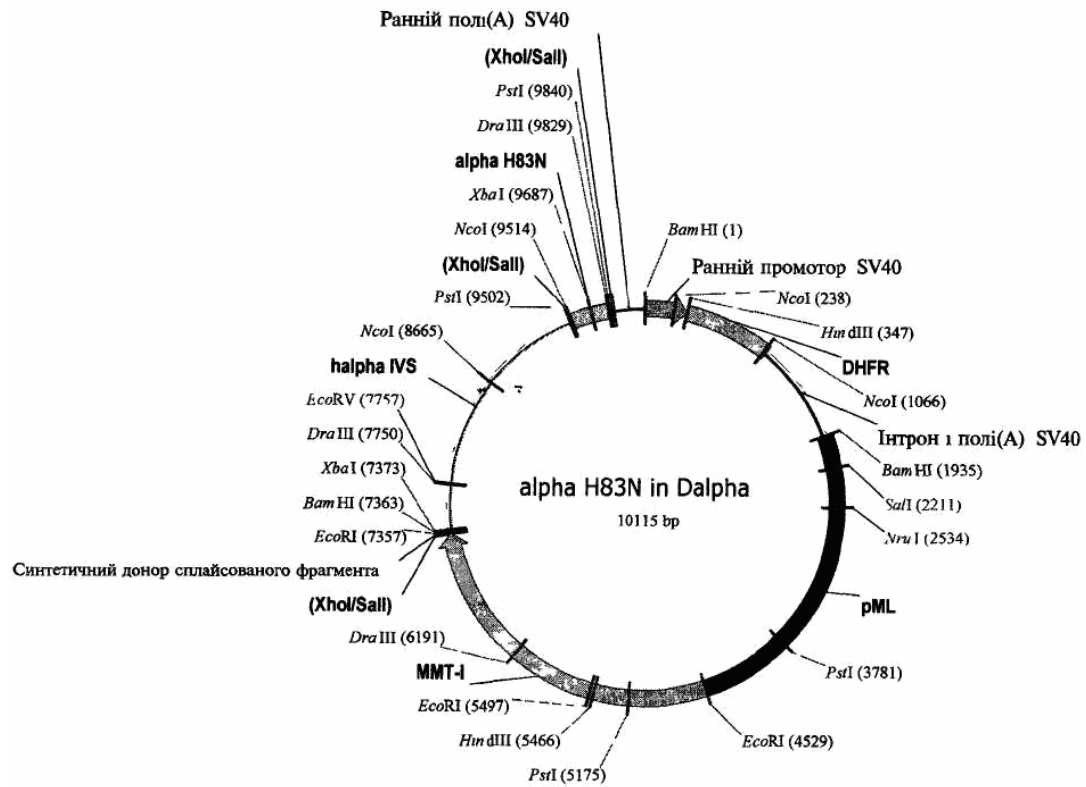 Ранній полі(А) SV40
(XhoI/SalI)
PstI (9840)
DraIII (9829)
alpha H83N
XbaI (9687)
NcoI (9514)
(XhoI/SalI)
PstI (9502)
NcoI (8665)
halpha IVS
EcoRV (7757)
DraIII (7750)
XbaI (7373)
BamHI (7363)
EcoRI (7357)
Синтетичний донор сплайсованого фрагмента
(XhoI/SalI)
DraIII (6191)
MMT-I
EcoRI (5497)
HindIII (5466)
PstI (5175)
BamHI (1)
Ранній промотор SV40
NcoI (238)
HindIII (347)
DHFR
NcoI (1066)
Інтрон і полі(А) SV40
BamHI (1935)
SalI (2211)
NruI (2534)
pML
PstI (3781)
EcoRI (4529)
alpha H83N in Dalpha
10115 bp